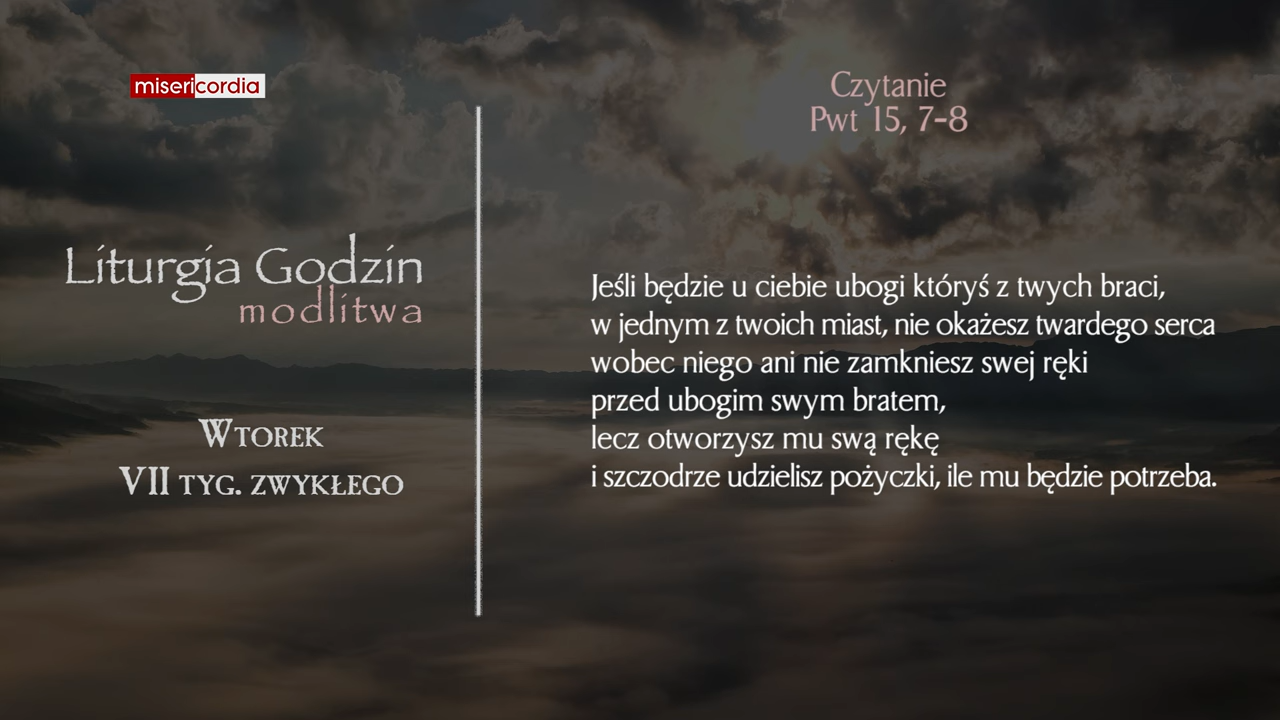 misericordia
Liturgia Godzin
modlitwa
Wtorek
VII tyg. zwykłego
Czytanie
Pwt 15, 7-8
Jeśli będzie u ciebie ubogi któryś z twych braci,
w jednym z twoich miast, nie okażesz twardego serca
wobec niego ani nie zamkniesz swej ręki
przed ubogim swym bratem,
lecz otworzysz mu swą rękę
i szczodrze udzielisz pożyczki, ile mu będzie potrzeba.